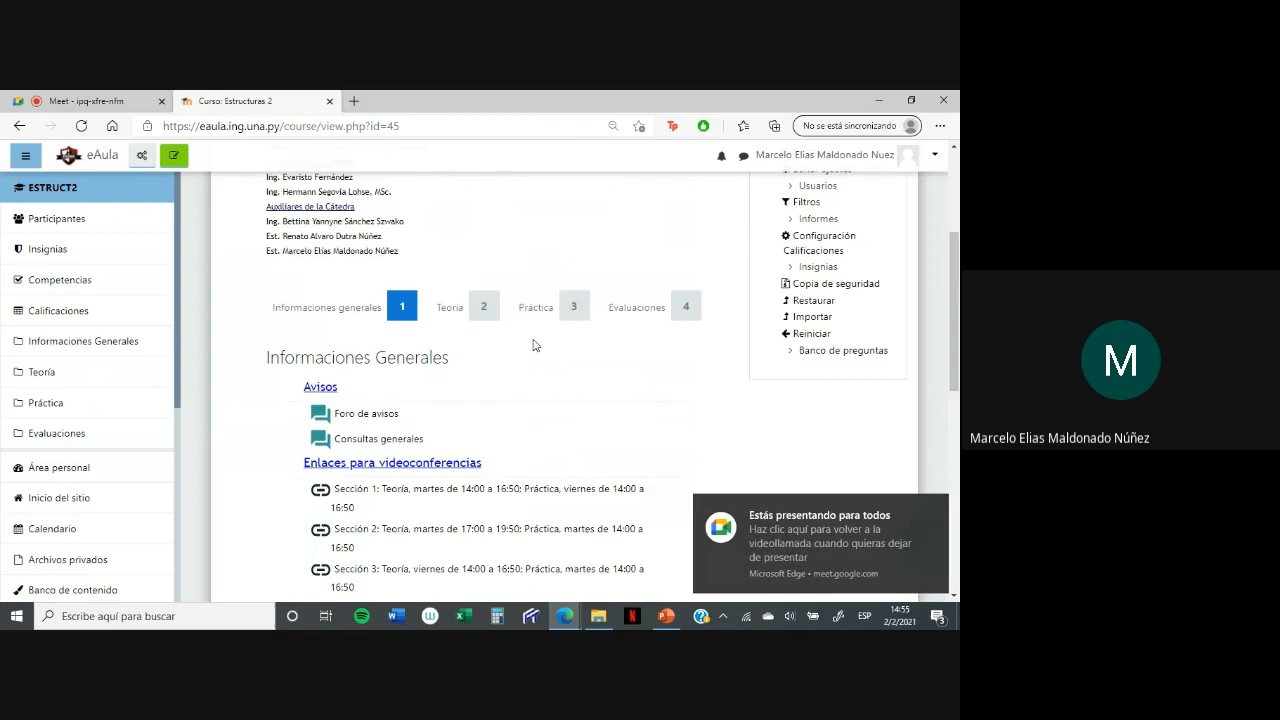 Meet - ipq-xfre-nfm
Curso: Estructuras 2
https://eaula.ing.una.py/course/view.php?id=45
Tp
No se está sincronizando
eAula
Marcelo Elias Maldonado Nuez
ESTRUCT2
Participantes
Insignias
Competencias
Calificaciones
Informaciones Generales
Teoría
Práctica
Evaluaciones
Área personal
Inicio del sitio
Calendario
Archivos privados
Banco de contenido
Ing. Evaristo Fernández
Ing. Hermann Segovia Lohse, MSc.
Auxiliares de la Cátedra
Ing. Bettina Yannyne Sánchez Szwako
Est. Renato Alvaro Dutra Núñez
Est. Marcelo Elías Maldonado Núñez
Informaciones generales 1 Teoría 2 Práctica 3 Evaluaciones 4
Informaciones Generales
Avisos
Foro de avisos
Consultas generales
Enlaces para videoconferencias
Sección 1: Teoría, martes de 14:00 a 16:50; Práctica, viernes de 14:00 a
16:50
Sección 2: Teoría, martes de 17:00 a 19:50; Práctica, martes de 14:00 a
16:50
Sección 3: Teoría, viernes de 14:00 a 16:50; Práctica, martes de 14:00 a
16:50
Usuarios
Filtros
Informes
Configuración
Calificaciones
Insignias
Copia de seguridad
Restaurar
Importar
Reiniciar
Banco de preguntas
Estás presentando para todos
Haz clic aquí para volver a la
videollamada cuando quieras dejar
de presentar
Microsoft Edge • meet.google.com
Escribe aquí para buscar
ESP
14:55
2/2/2021
3
M
Marcelo Elias Maldonado Núñez